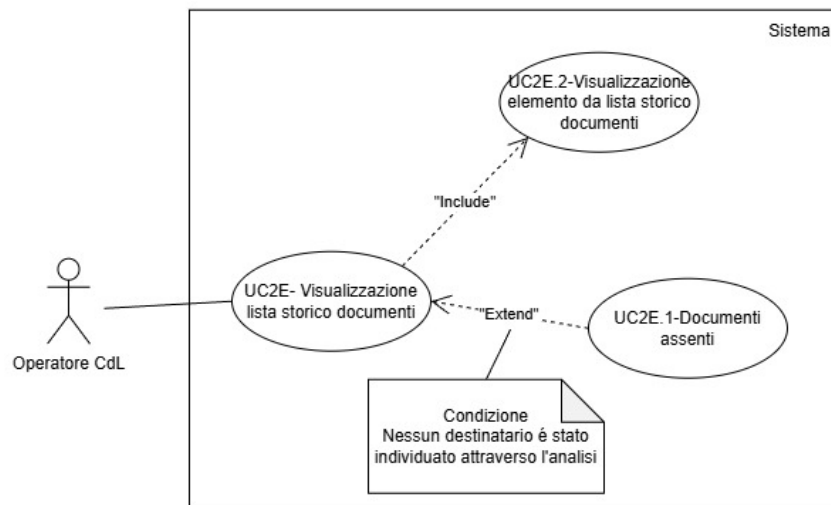 Sistema
UC2E.2-Visualizzazione
elemento da lista storico
documenti
"Include"
UC2E- Visualizzazione
lista storico documenti
"Extend"
UC2E.1-Documenti
assenti
Operatore CdL
Condizione
Nessun destinatario é stato
individuato attraverso l'analisi